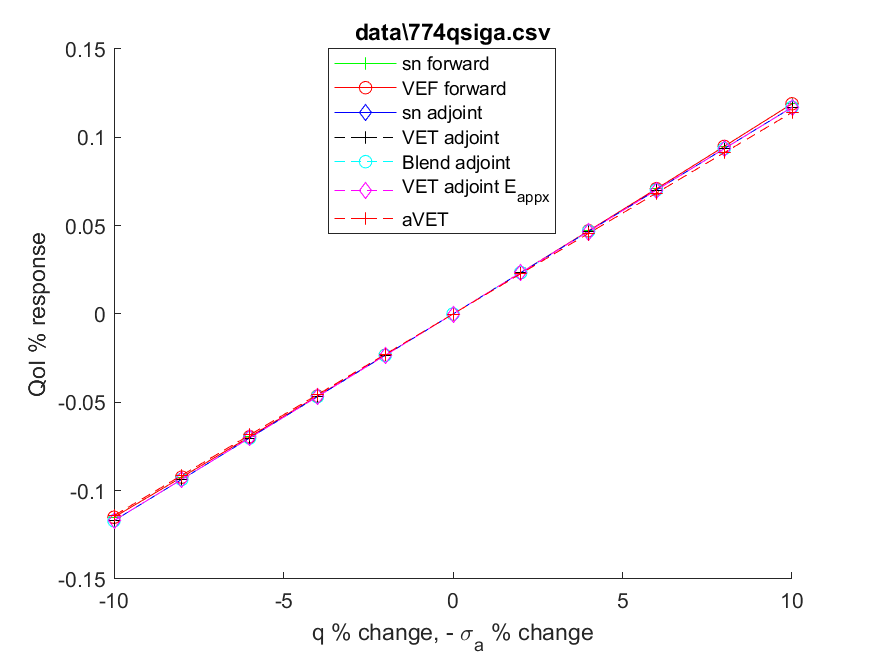 data\774qsiga.csv
sn forward
VEF forward
sn adjoint
VET adjoint
Blend adjoint
VET adjoint E_appx
aVET
0.15
0.1
0.05
0
-0.05
-0.1
-0.15
QoI % response
-10
-5
0
5
10
q % change, - σ_a % change